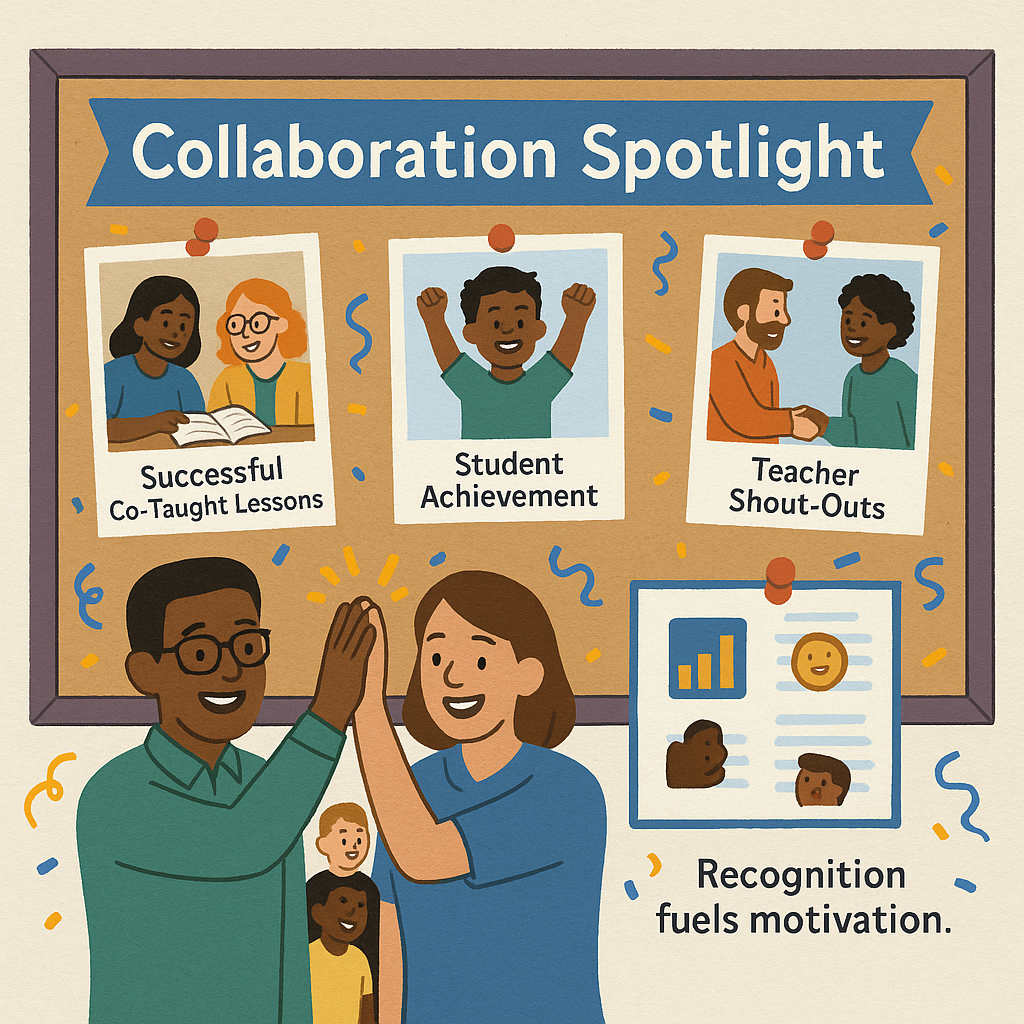 Collaboration Spotlight
Successful
Co-Taught Lessons
Student
Achievement
Teacher
Shout-Outs
Recognition
fuels motivation.